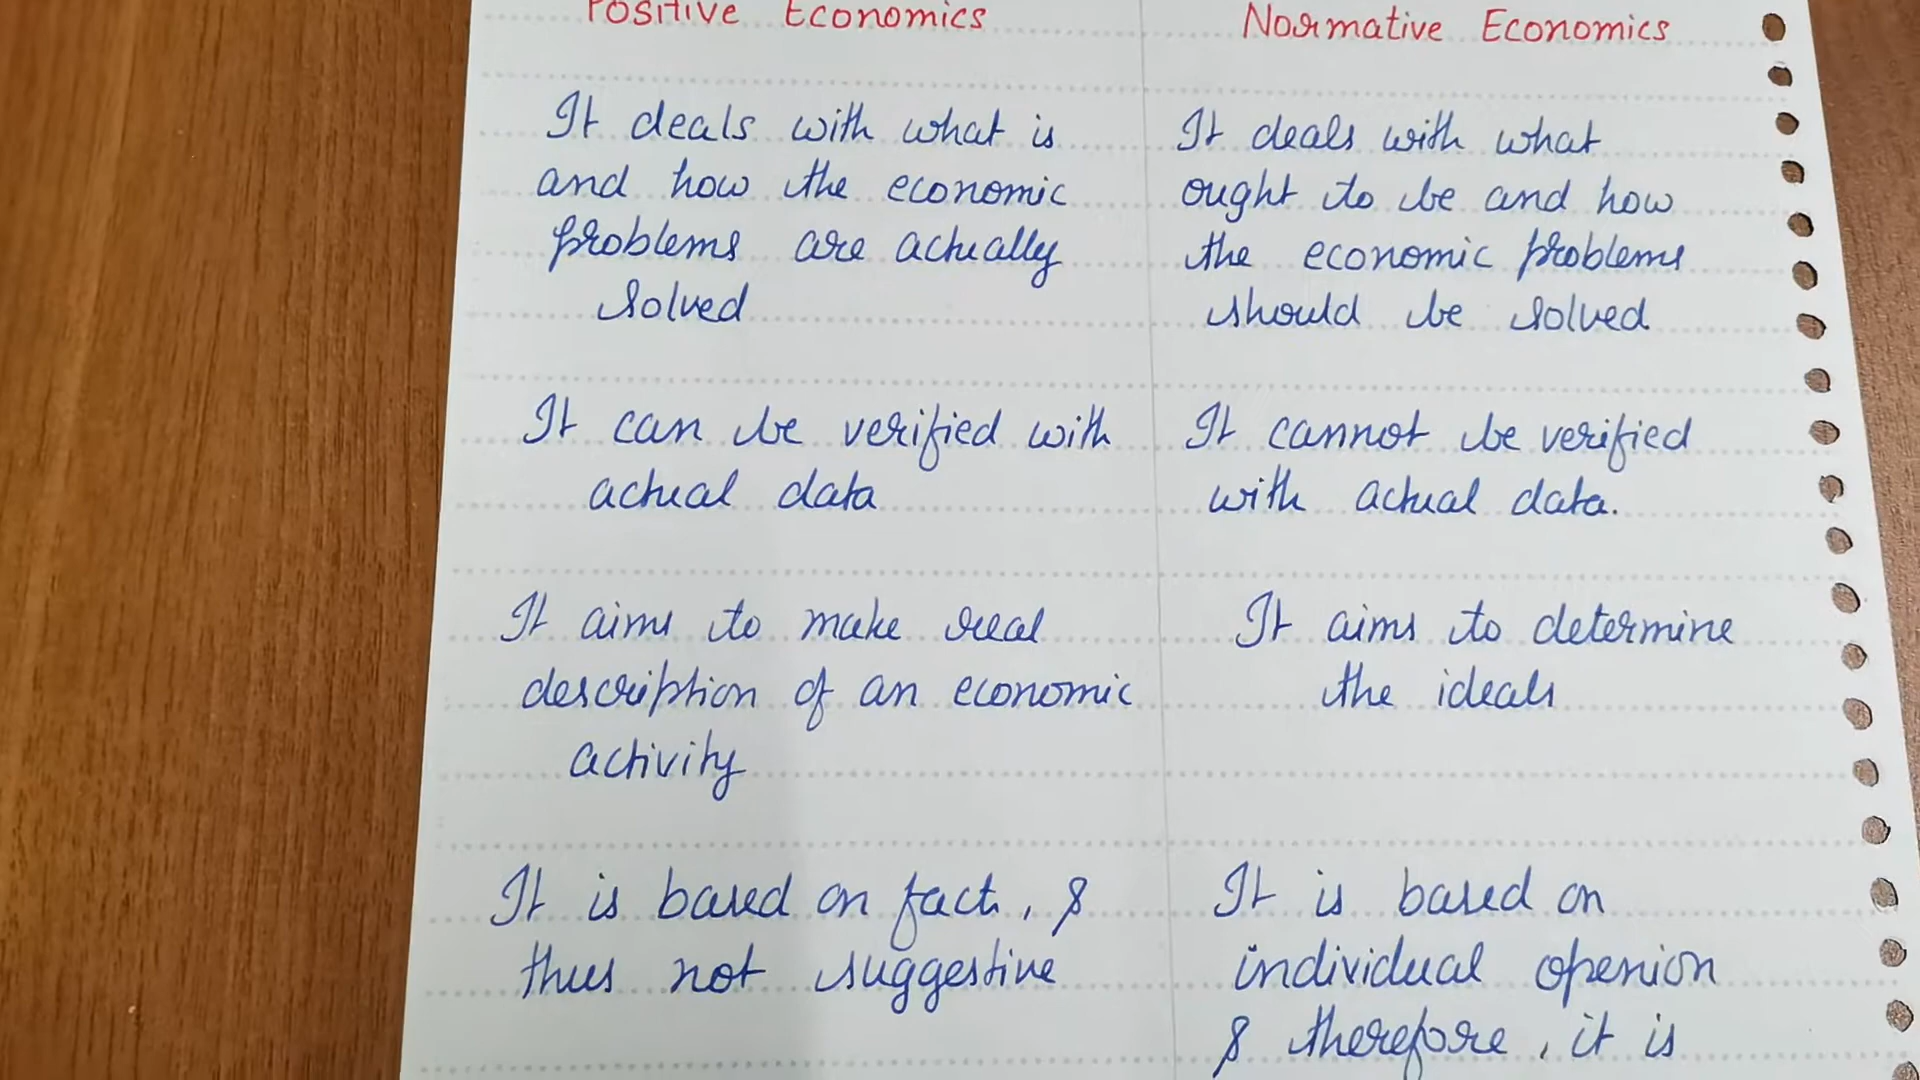 Positive Economics
It deals with what is
and how the economic
problems are actually
solved
It can be verified with
actual data
It aims to make real
description of an economic
activity
It is based on fact, &
thus not suggestive
Normative Economics
It deals with what
ought to be and how
the economic problems
should be solved
It cannot be verified
with actual data.
It aims to determine
the ideals
It is based on
individual openion
& therefore, it is